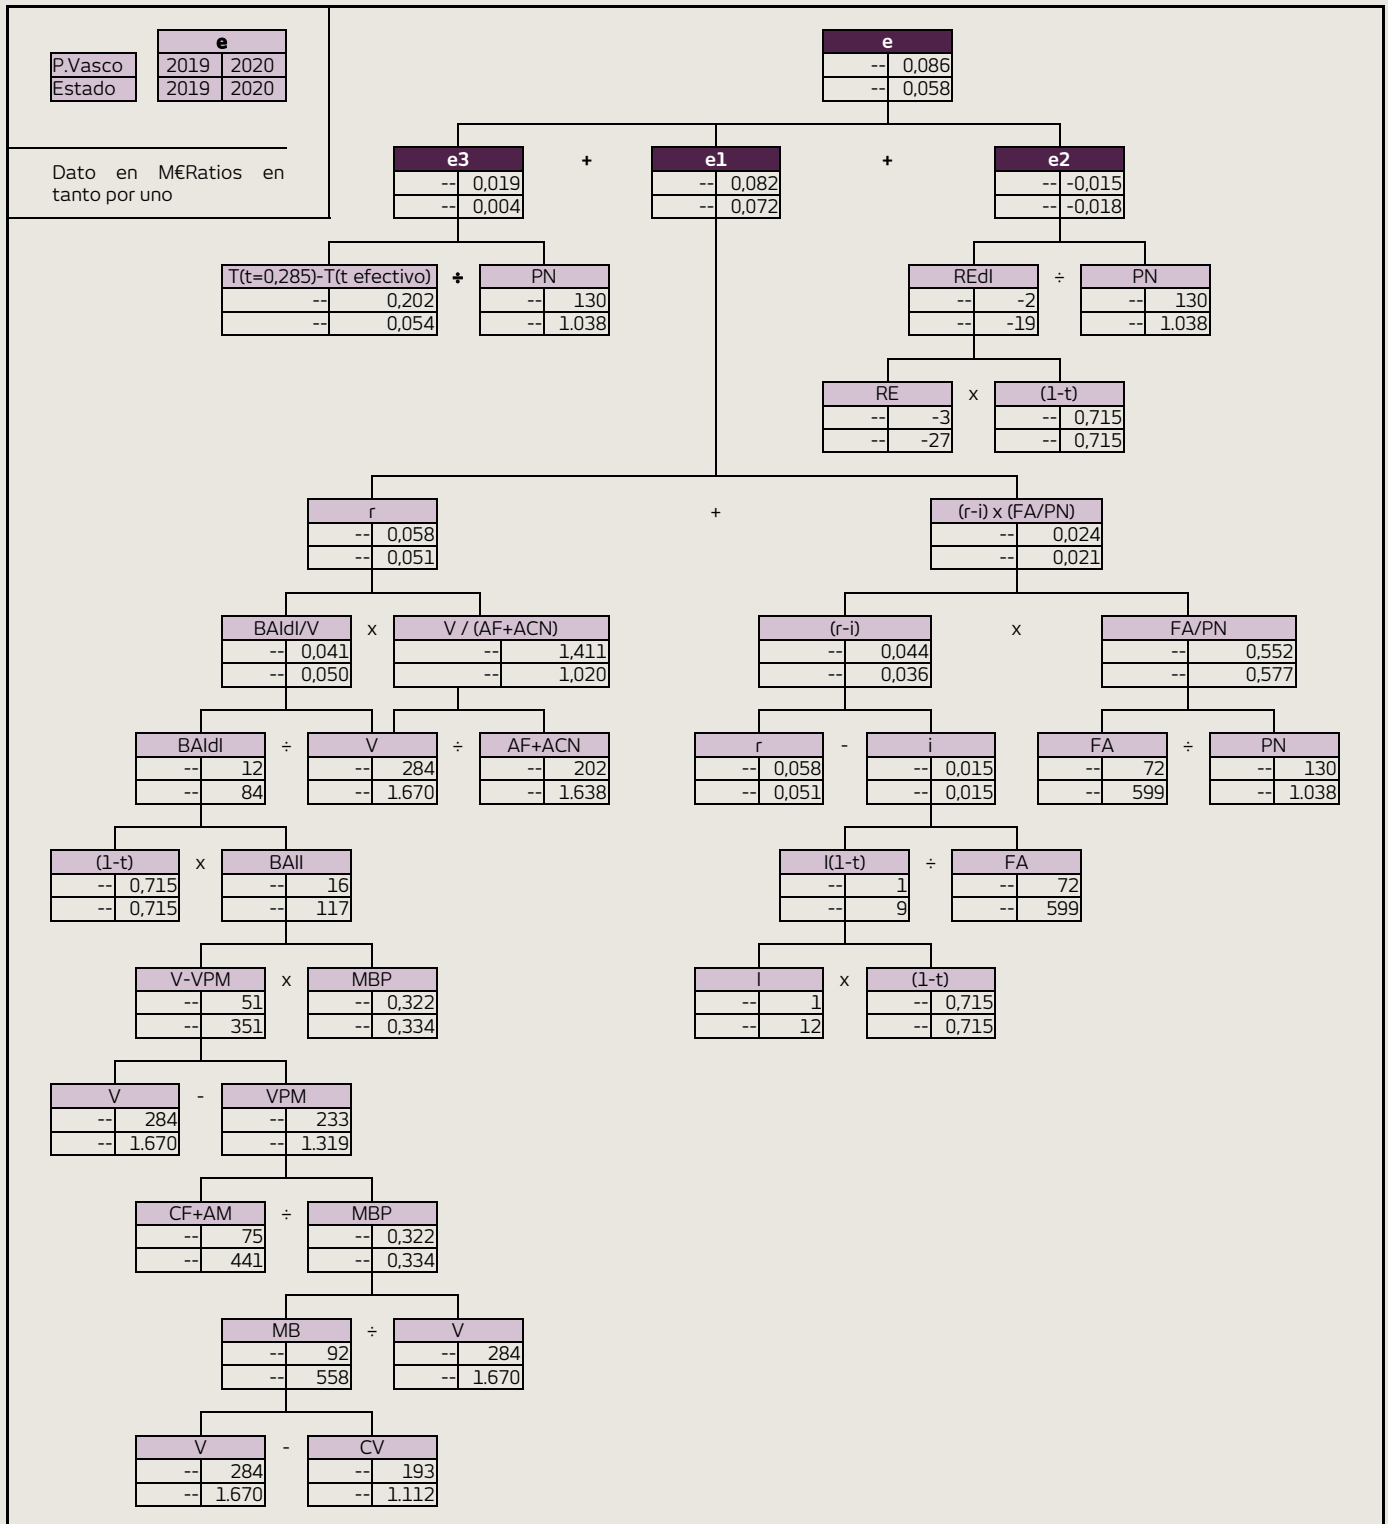 e
P.Vasco 2019 2020
Estado 2019 2020
Dato en M€Ratios en
tanto por uno
e
-- 0,086
-- 0,058
e3 + e1 + e2
-- 0,019 -- 0,082 -- -0,015
-- 0,004 -- 0,072 -- -0,018
T(t=0,285)-T(t efectivo) ÷ PN REdI ÷ PN
-- 0,202 -- 130 -- -2 -- 130
-- 0,054 -- 1.038 -- -19 -- 1.038
RE x (1-t)
-- -3 -- 0,715
-- -27 -- 0,715
r + (r-i) x (FA/PN)
-- 0,058 -- 0,024
-- 0,051 -- 0,021
BAIdI/V x V / (AF+ACN) (r-i) x FA/PN
-- 0,041 -- 1,411 -- 0,044 -- 0,552
-- 0,050 -- 1,020 -- 0,036 -- 0,577
BAIdI ÷ V ÷ AF+ACN r - i FA ÷ PN
-- 12 -- 284 -- 202 -- 0,058 -- 0,015 -- 72 -- 130
-- 84 -- 1.670 -- 1.638 -- 0,051 -- 0,015 -- 599 -- 1.038
(1-t) x BAII I(1-t) ÷ FA
-- 0,715 -- 16 -- 1 -- 72
-- 0,715 -- 117 -- 9 -- 599
V-VPM x MBP I x (1-t)
-- 51 -- 0,322 -- 1 -- 0,715
-- 351 -- 0,334 -- 12 -- 0,715
V - VPM
-- 284 -- 233
-- 1.670 -- 1.319
CF+AM ÷ MBP
-- 75 -- 0,322
-- 441 -- 0,334
MB ÷ V
-- 92 -- 284
-- 558 -- 1.670
V - CV
-- 284 -- 193
-- 1.670 -- 1.112